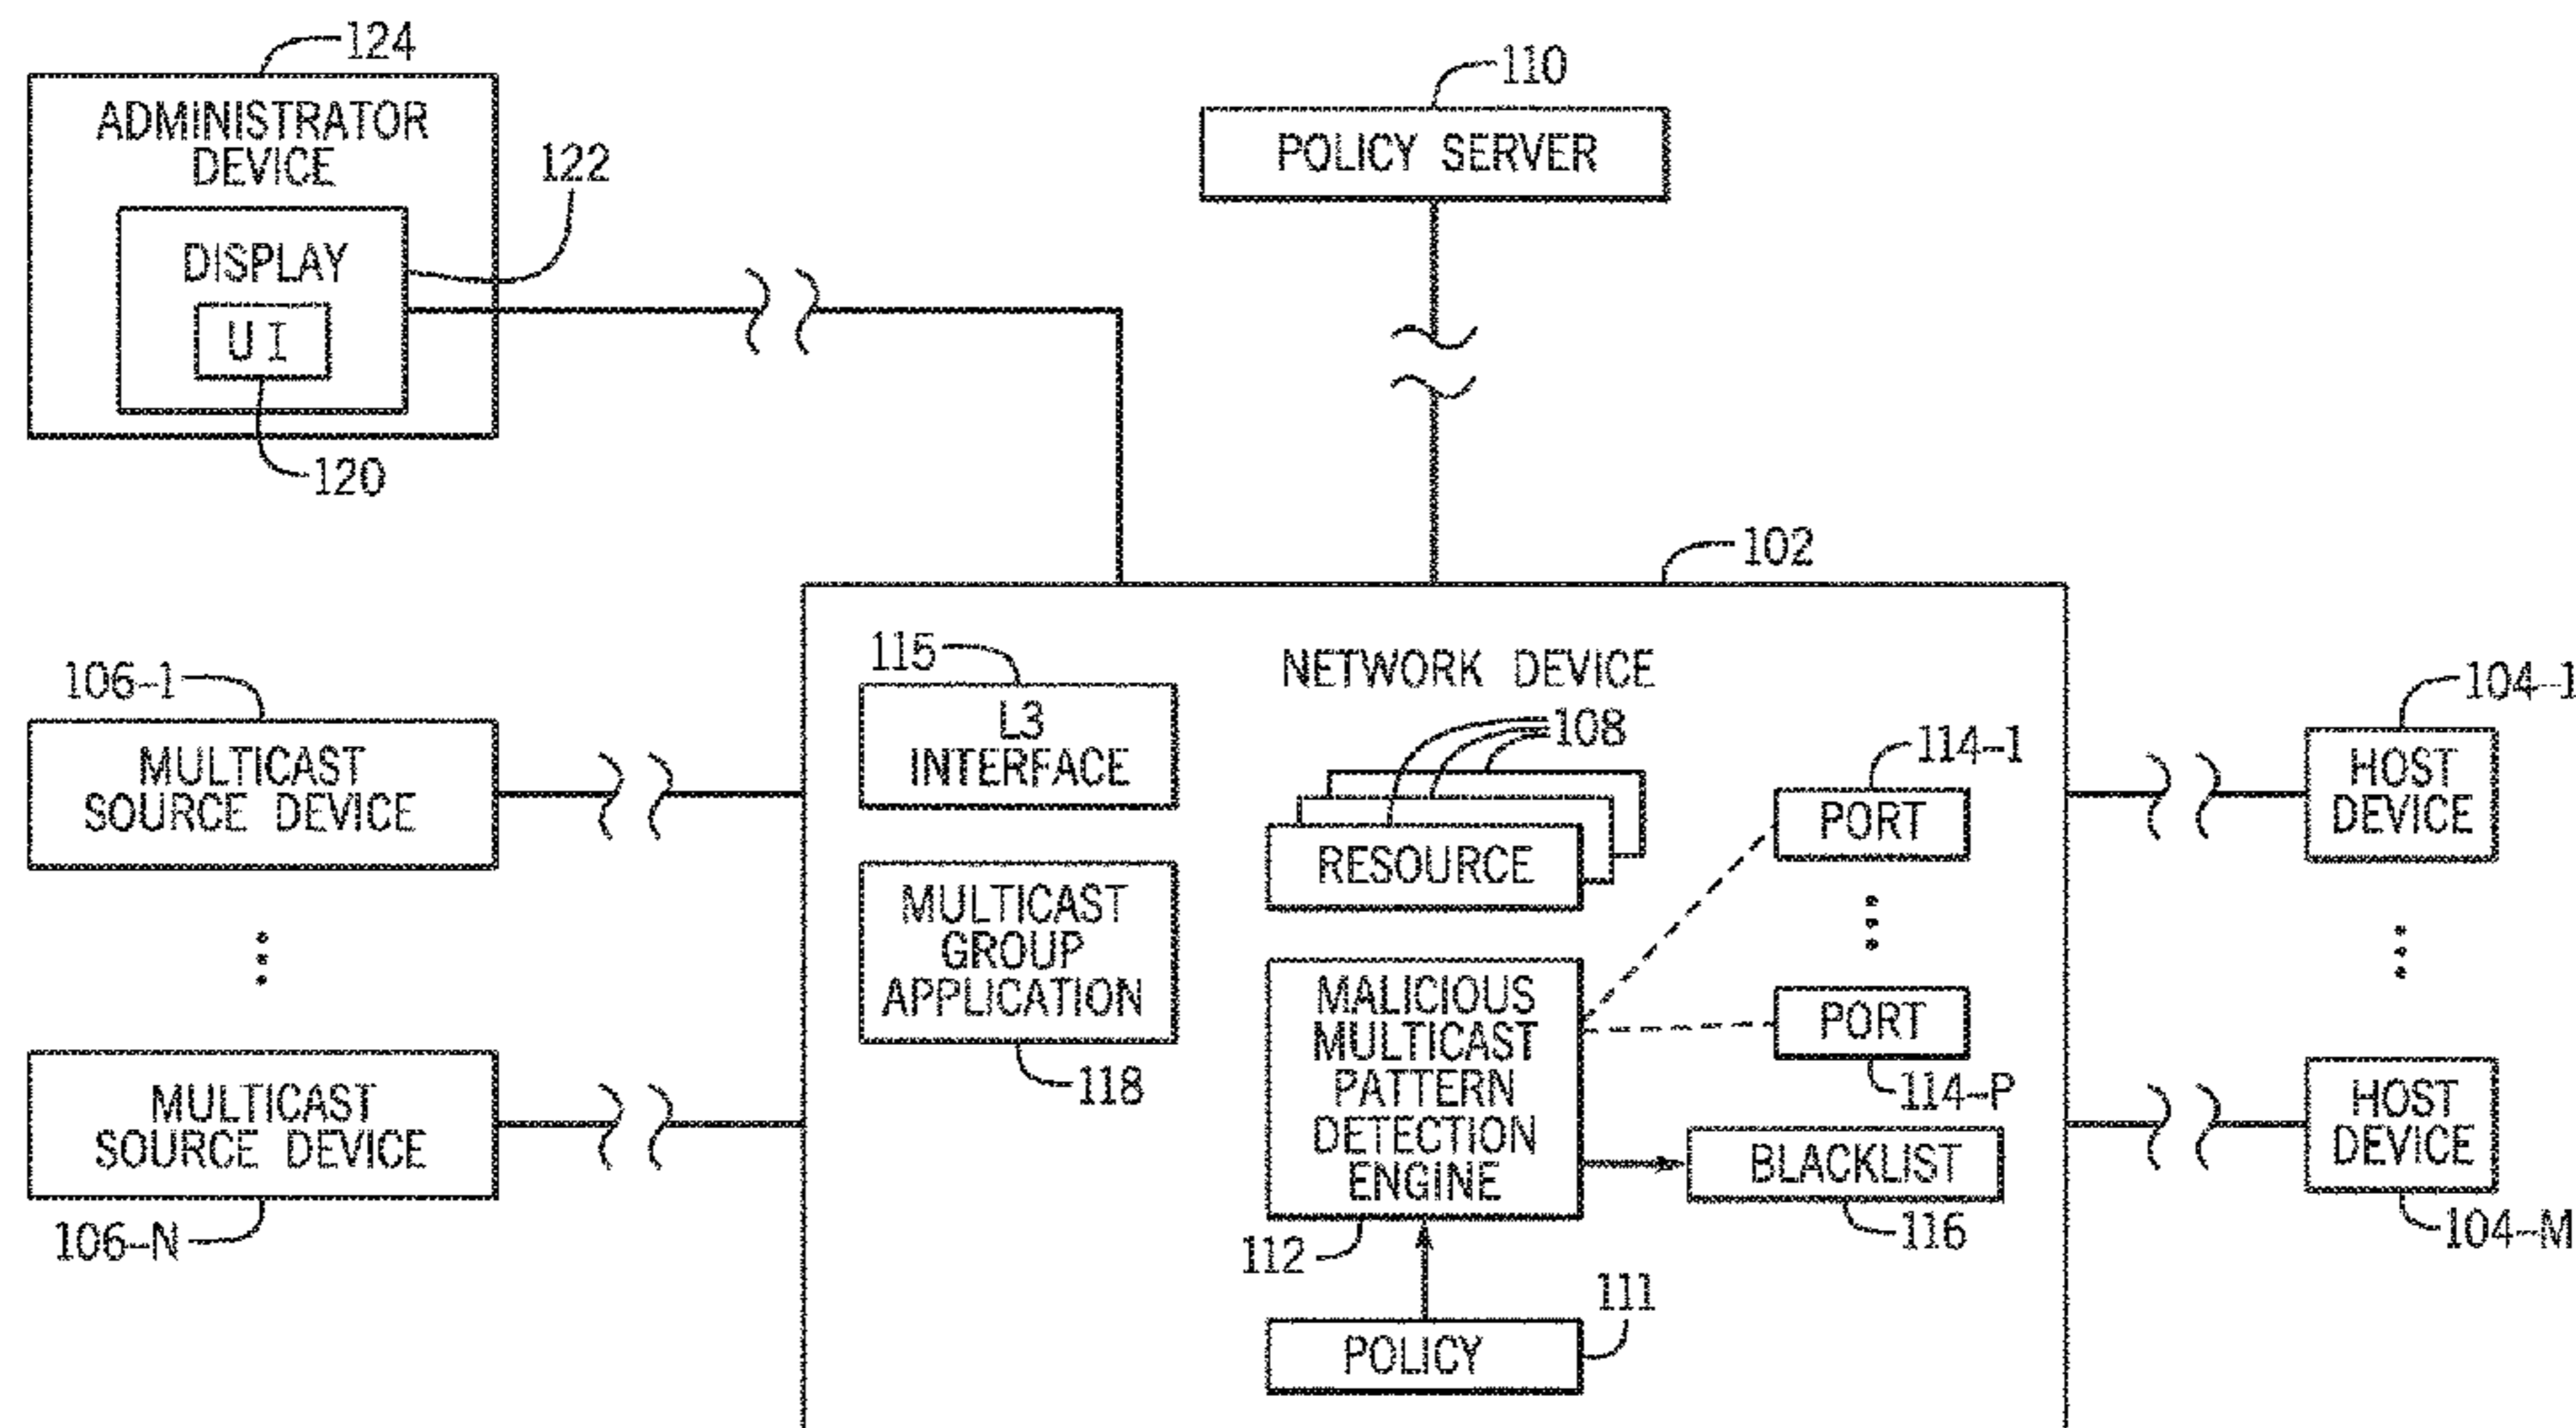 124
ADMINISTRATOR
DEVICE
122
DISPLAY
UI
120
110
POLICY SERVER
102
NETWORK DEVICE
106-1
MULTICAST
SOURCE DEVICE
MULTICAST
SOURCE DEVICE
106-N
115
L3
INTERFACE
MULTICAST
GROUP
APPLICATION
118
108
RESOURCE
MALICIOUS
MULTICAST
PATTERN
DETECTION
ENGINE
112
111
POLICY
114-1
PORT
PORT
114-P
BLACKLIST
116
104-1
HOST
DEVICE
HOST
DEVICE
104-M